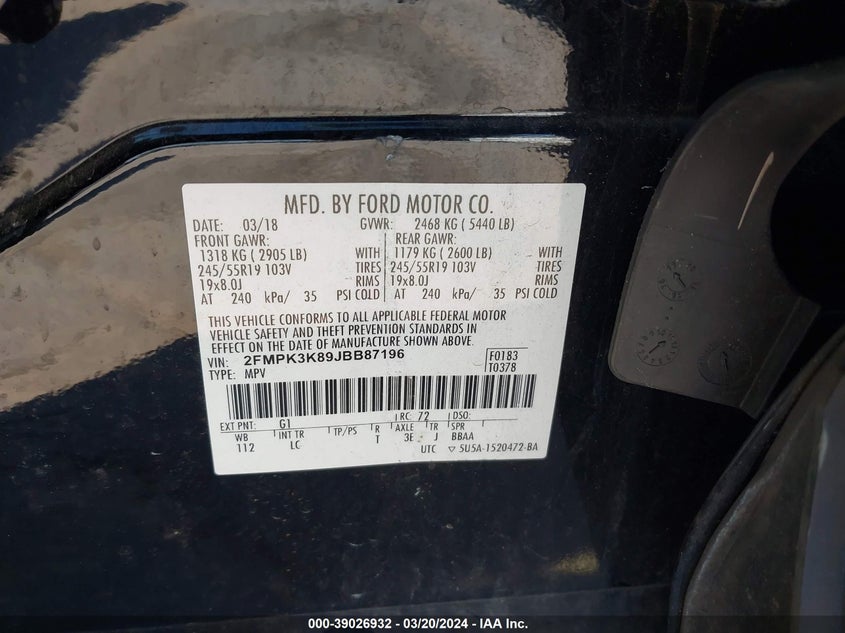 MFD. BY FORD MOTOR CO.
DATE: 03/18 GVWR: 2468 KG ( 5440 LB)
FRONT GAWR: REAR GAWR:
1318 KG ( 2905 LB) WITH 1179 KG ( 2600 LB) WITH
245/55R19 103V TIRES 245/55R19 103V TIRES
19x8.0J RIMS 19x8.0J RIMS
AT 240 kPa/ 35 PSI COLD AT 240 kPa/ 35 PSI COLD
THIS VEHICLE CONFORMS TO ALL APPLICABLE FEDERAL MOTOR
VEHICLE SAFETY AND THEFT PREVENTION STANDARDS IN
EFFECT ON THE DATE OF MANUFACTURE SHOWN ABOVE.
VIN: 2FMPK3K89JBB87196 F0183
TYPE: MPV T0378
EXT PNT: G1 RC: 72 DSO:
WB INT TR TP/PS R AXLE TR SPR
112 LC T 3E J BBAA
UTC ▽ 5U5A-1520472-BA
000-39026932 - 03/20/2024 - IAA Inc.